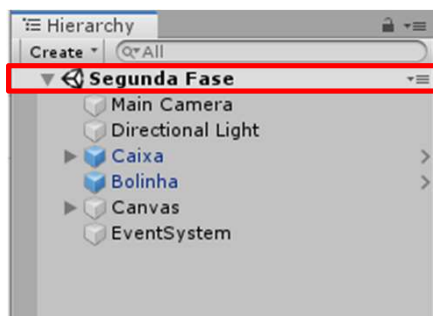 Hierarchy
Create
All
Segunda Fase
Main Camera
Directional Light
Caixa
Bolinha
Canvas
EventSystem